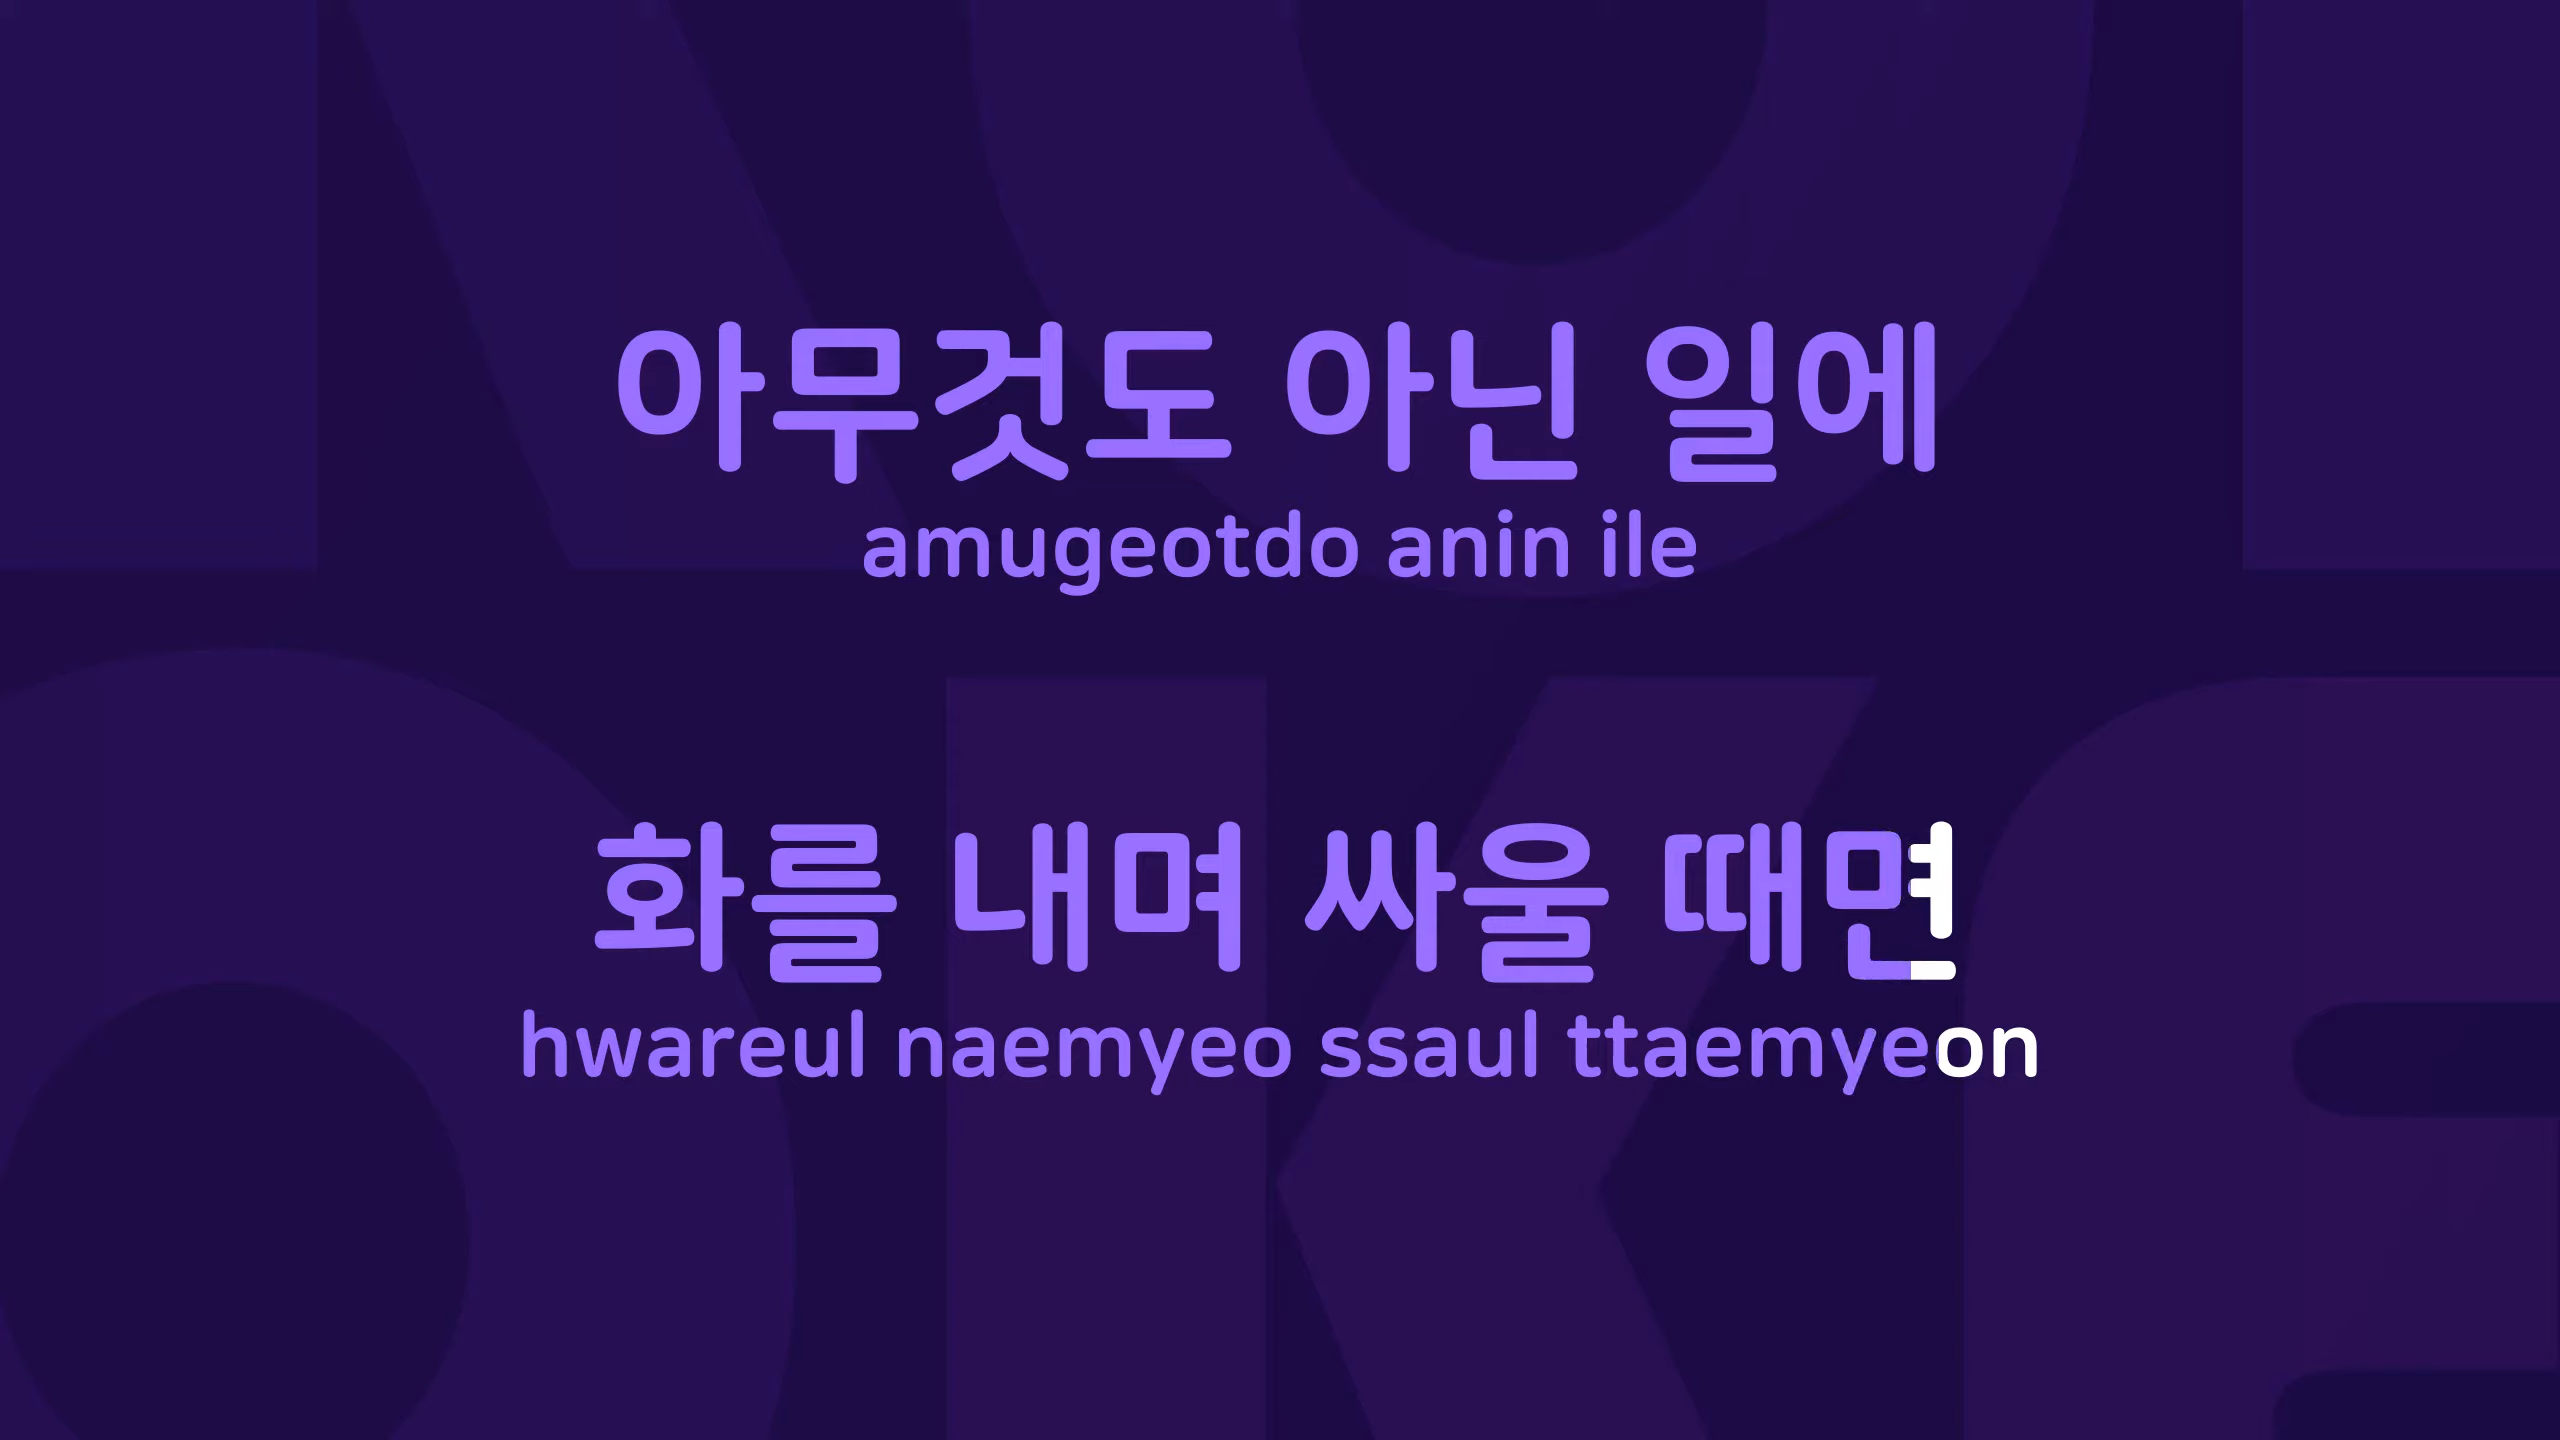 아무것도 아닌 일에
amugeotdo anin ile
화를 내며 싸울 때면
hwareul naemyeo ssaul ttaemyeon